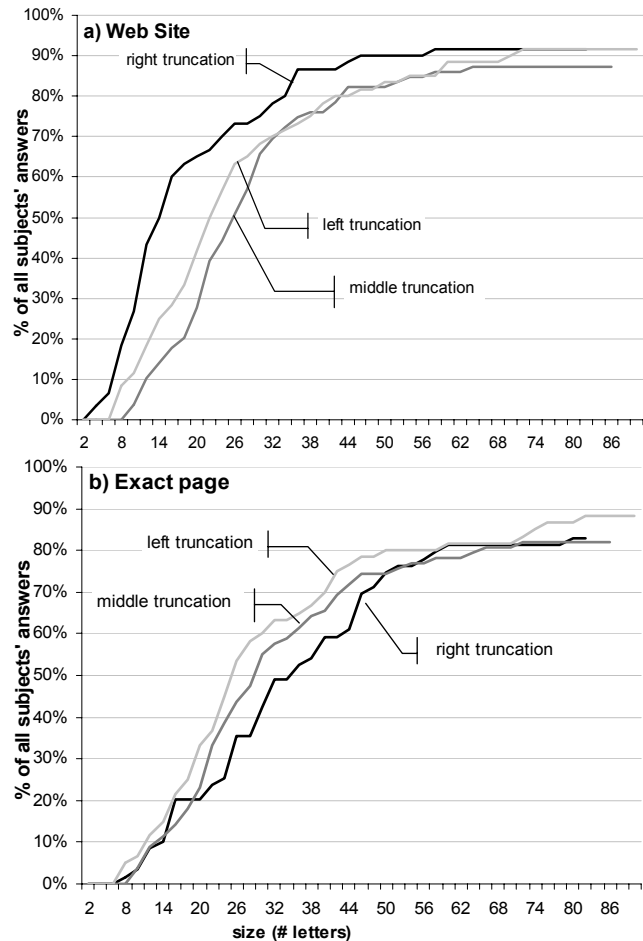 a) Web Site
right truncation
left truncation
middle truncation
% of all subjects' answers
100%
90%
80%
70%
60%
50%
40%
30%
20%
10%
0%
2 8 14 20 26 32 38 44 50 56 62 68 74 80 86
b) Exact page
left truncation
middle truncation
right truncation
% of all subjects' answers
100%
90%
80%
70%
60%
50%
40%
30%
20%
10%
0%
2 8 14 20 26 32 38 44 50 56 62 68 74 80 86
size (# letters)